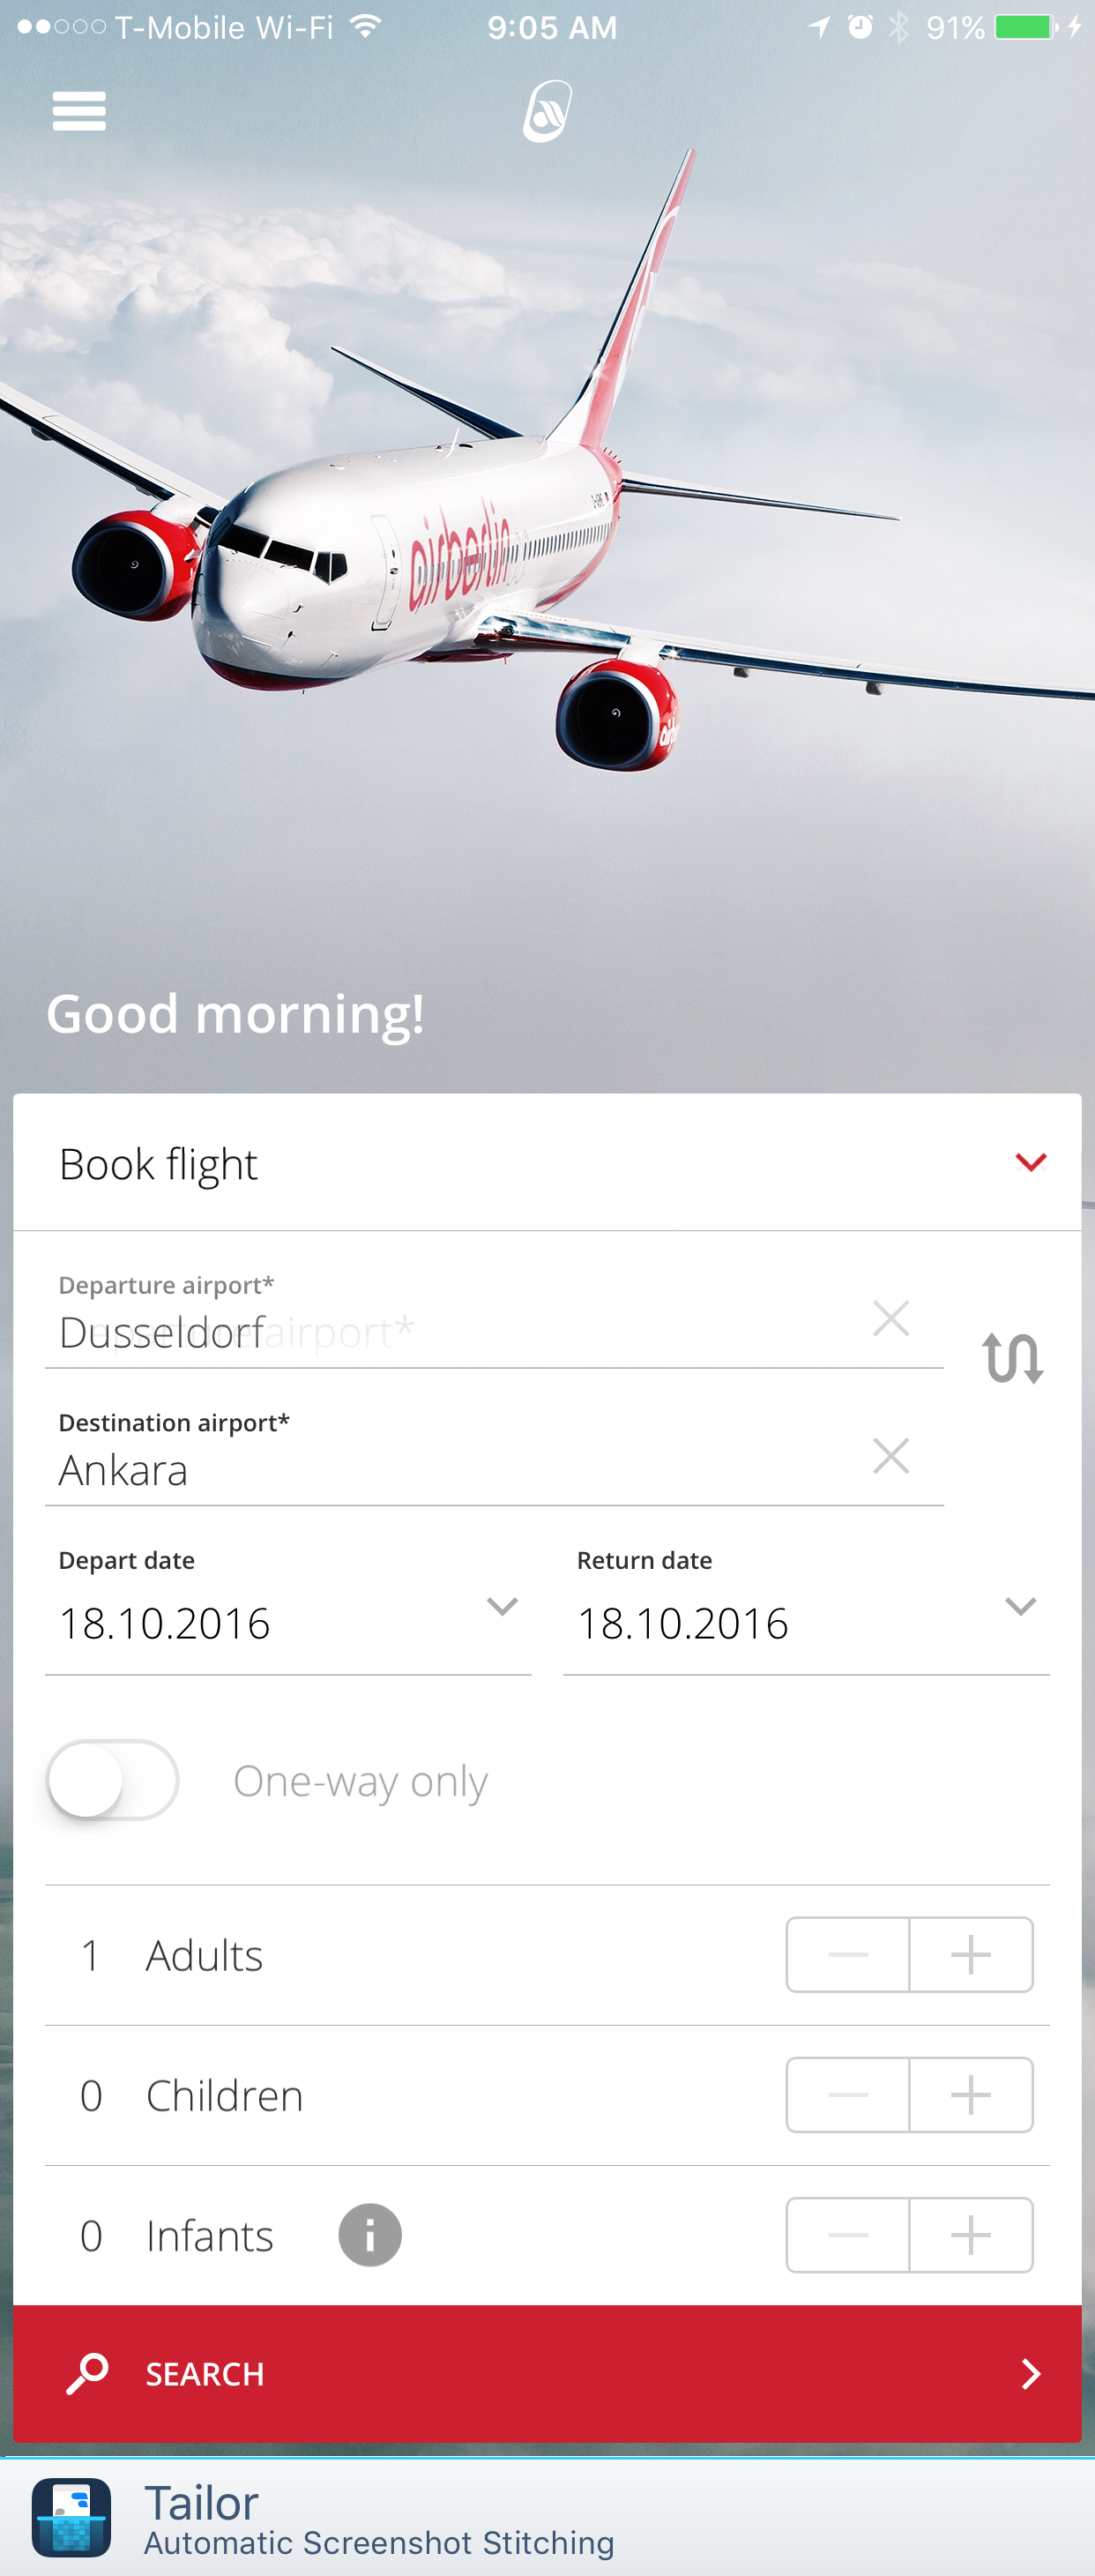 T-Mobile Wi-Fi 9:05 AM 91%
airberlin
Good morning!
Book flight
Departure airport*
Dusseldorf
Destination airport*
Ankara
Depart date Return date
18.10.2016 18.10.2016
One-way only
1 Adults
0 Children
0 Infants
SEARCH
Tailor
Automatic Screenshot Stitching